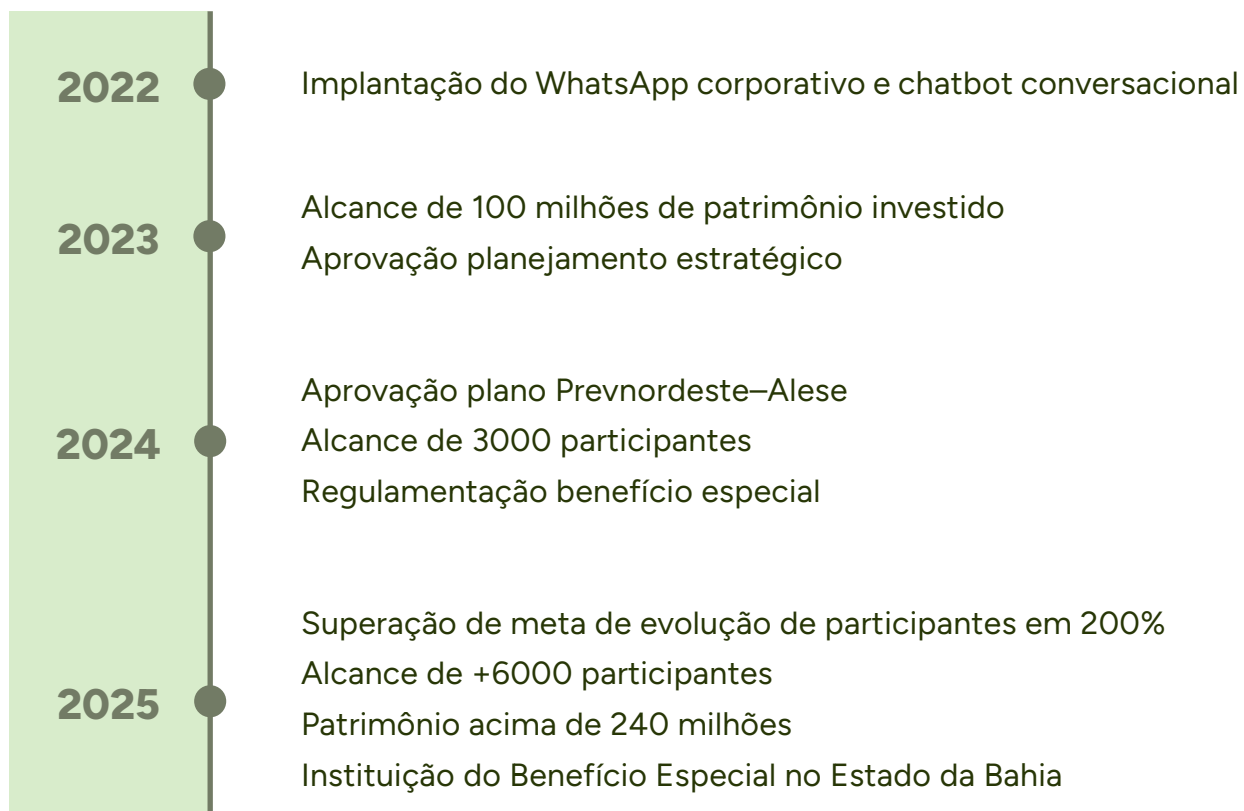 2022
Implantação do WhatsApp corporativo e chatbot conversacional
2023
Alcance de 100 milhões de patrimônio investido
Aprovação planejamento estratégico
2024
Aprovação plano Prevnordeste–Alese
Alcance de 3000 participantes
Regulamentação benefício especial
2025
Superação de meta de evolução de participantes em 200%
Alcance de +6000 participantes
Patrimônio acima de 240 milhões
Instituição do Benefício Especial no Estado da Bahia